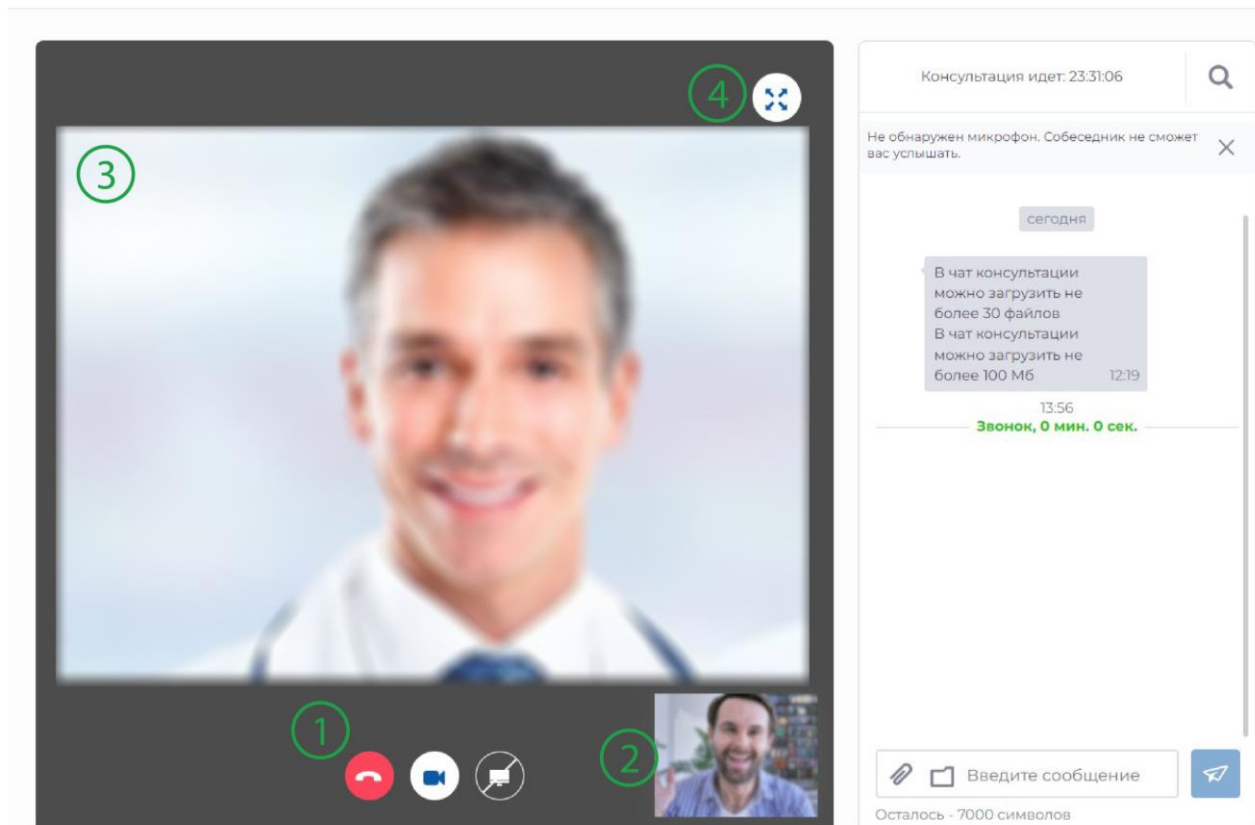 4
Консультация идет: 23:31:06
3
Не обнаружен микрофон. Собеседник не сможет
вас услышать.
сегодня
В чат консультации
можно загрузить не
более 30 файлов
В чат консультации
можно загрузить не
более 100 Мб 12:19
13:56
Звонок, 0 мин. 0 сек.
1
2
Введите сообщение
Осталось - 7000 символов